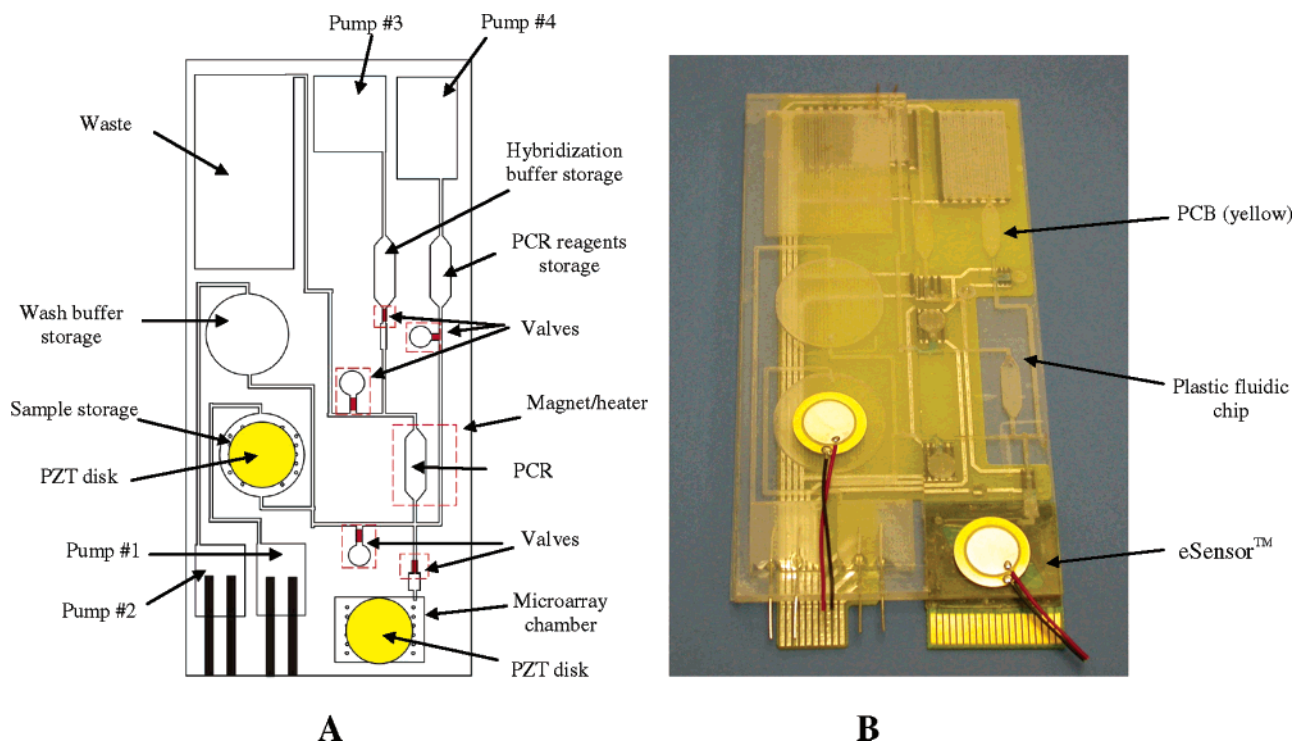 Pump #3
Pump #4
Waste
Hybridization
buffer storage
PCR reagents
storage
Wash buffer
storage
Valves
Sample storage
Magnet/heater
PZT disk
PCR
Pump #1
Valves
Pump #2
Microarray
chamber
PZT disk
A
PCB (yellow)
Plastic fluidic
chip
eSensor™
B